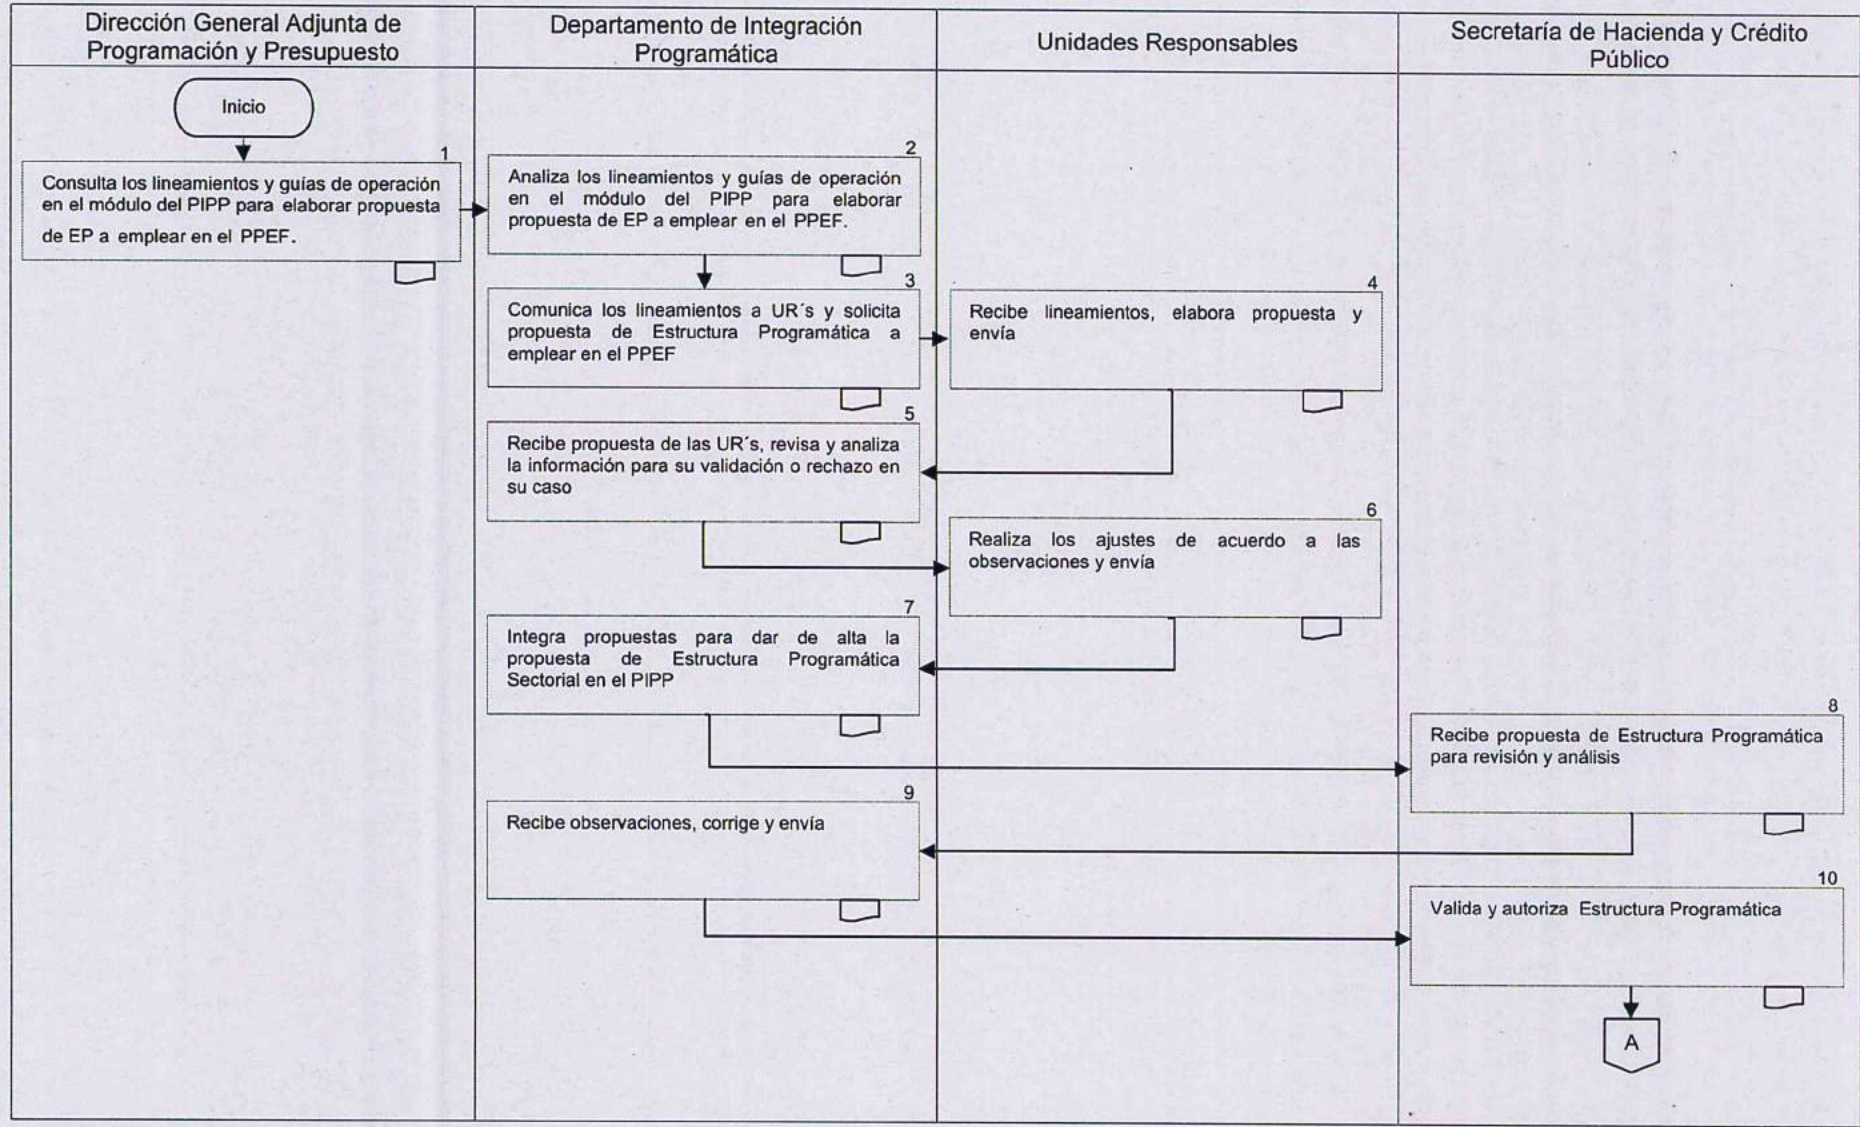 Dirección General Adjunta de
Programación y Presupuesto
Departamento de Integración
Programática
Unidades Responsables
Secretaría de Hacienda y Crédito
Público
Inicio
1
Consulta los lineamientos y guías de operación
en el módulo del PIPP para elaborar propuesta
de EP a emplear en el PPEF.
2
Analiza los lineamientos y guías de operación
en el módulo del PIPP para elaborar
propuesta de EP a emplear en el PPEF.
3
Comunica los lineamientos a UR´s y solicita
propuesta de Estructura Programática a
emplear en el PPEF
4
Recibe lineamientos, elabora propuesta y
envía
5
Recibe propuesta de las UR´s, revisa y analiza
la información para su validación o rechazo en
su caso
6
Realiza los ajustes de acuerdo a las
observaciones y envía
7
Integra propuestas para dar de alta la
propuesta de Estructura Programática
Sectorial en el PIPP
8
Recibe propuesta de Estructura Programática
para revisión y análisis
9
Recibe observaciones, corrige y envía
10
Valida y autoriza Estructura Programática
A